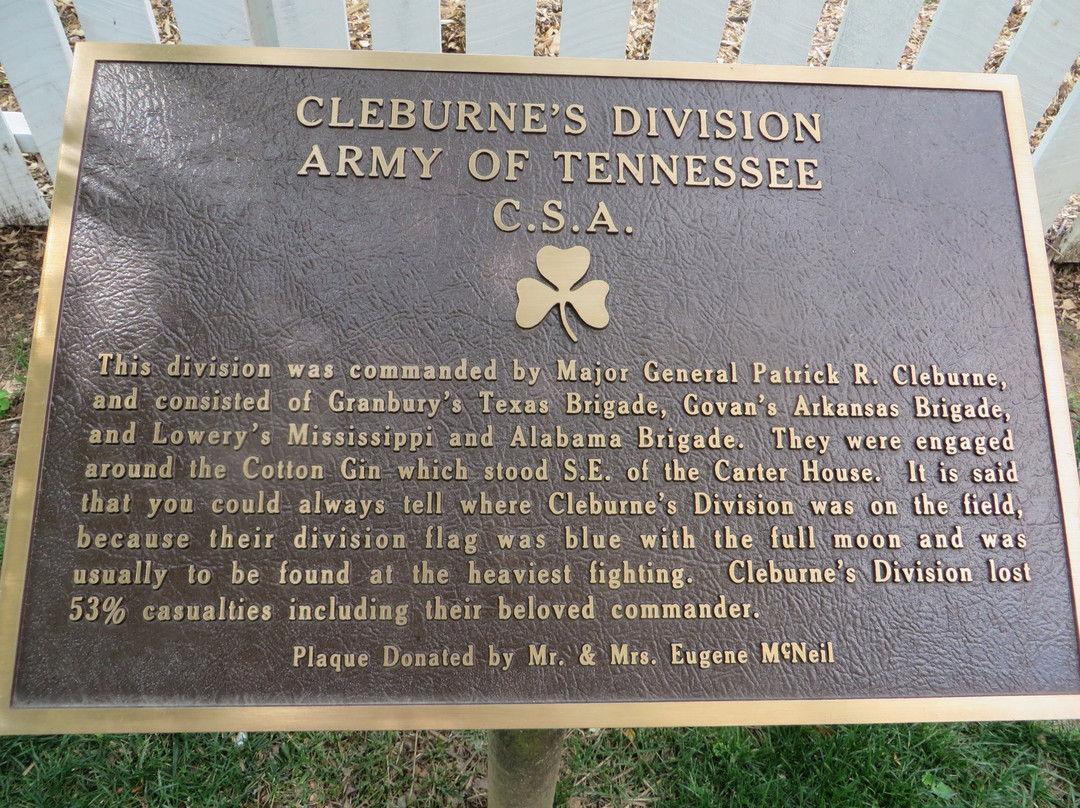 CLEBURNE'S DIVISION
ARMY OF TENNESSEE
C.S.A.
This division was commanded by Major General Patrick R. Cleburne,
and consisted of Granbury's Texas Brigade, Govan's Arkansas Brigade,
and Lowery's Mississippi and Alabama Brigade. They were engaged
around the Cotton Gin which stood S.E. of the Carter House. It is said
that you could always tell where Cleburne's Division was on the field,
because their division flag was blue with the full moon and was
usually to be found at the heaviest fighting. Cleburne's Division lost
53% casualties including their beloved commander.
Plaque Donated by Mr. & Mrs. Eugene McNeil